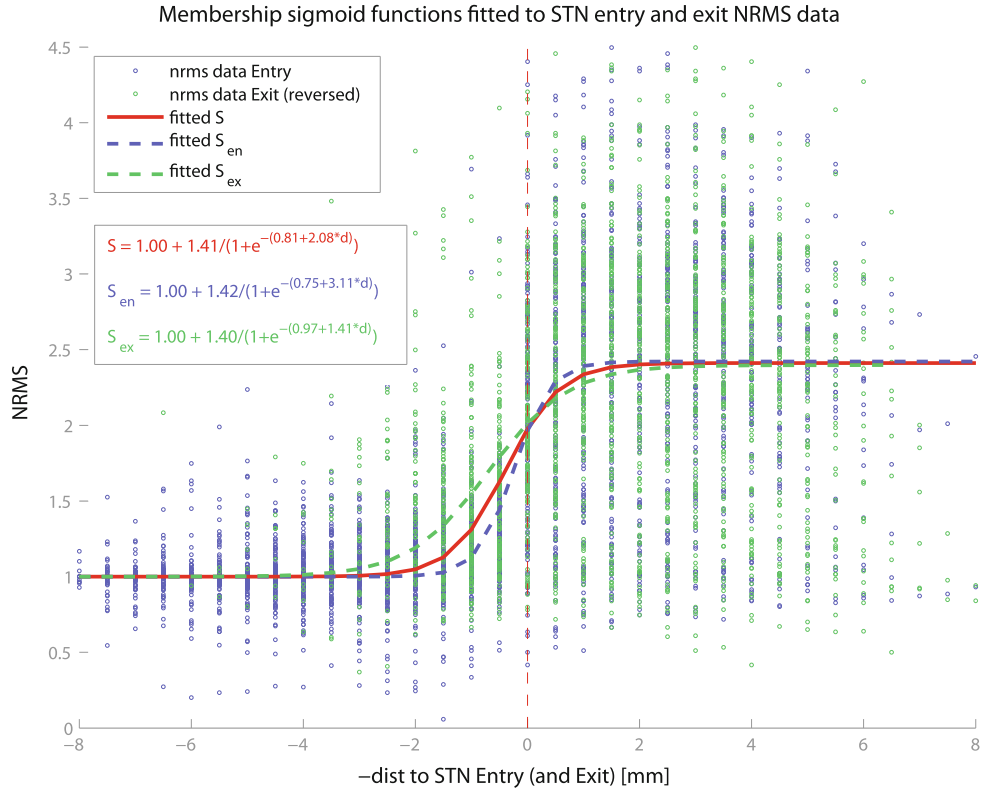 Membership sigmoid functions fitted to STN entry and exit NRMS data
4.5
4
3.5
3
2.5
2
1.5
1
0.5
0
NRMS
nrms data Entry
nrms data Exit (reversed)
fitted S
fitted S_en
fitted S_ex
S = 1.00 + 1.41/(1+e^−(0.81+2.08*d))
S_en = 1.00 + 1.42/(1+e^−(0.75+3.11*d))
S_ex = 1.00 + 1.40/(1+e^−(0.97+1.41*d))
−8 −6 −4 −2 0 2 4 6 8
−dist to STN Entry (and Exit) [mm]